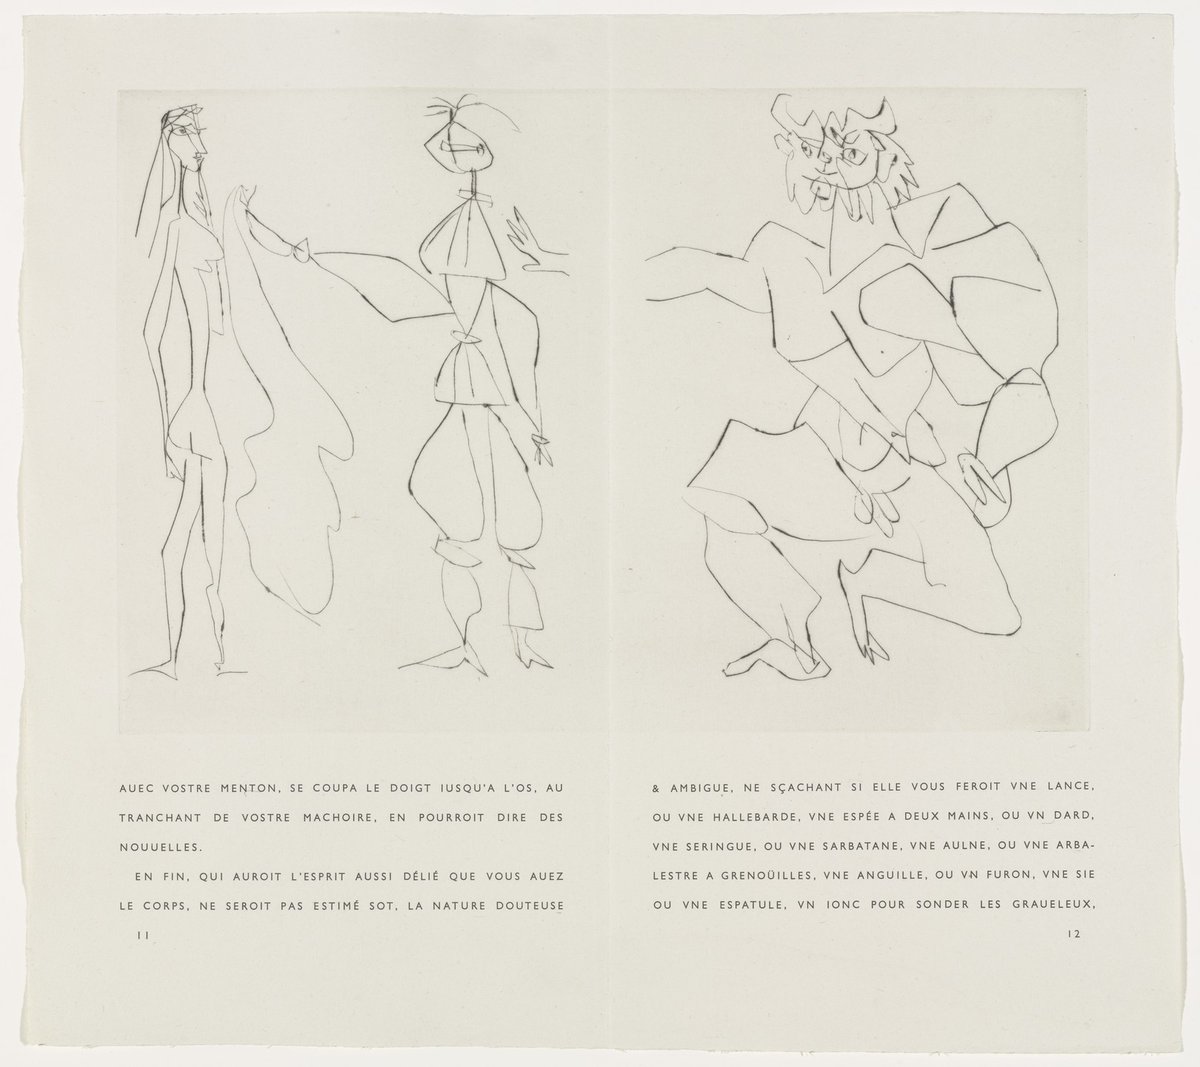 AUEC VOSTRE MENTON, SE COUPA LE DOIGT IUSQU'A L'OS, AU
TRANCHANT DE VOSTRE MACHOIRE, EN POURROIT DIRE DES
NOUUELLES.
EN FIN, QUI AUROIT L'ESPRIT AUSSI DÉLIÉ QUE VOUS AUEZ
LE CORPS, NE SEROIT PAS ESTIMÉ SOT, LA NATURE DOUTEUSE
11
& AMBIGUE, NE SÇACHANT SI ELLE VOUS FEROIT VNE LANCE,
OU VNE HALLEBARDE, VNE ESPÉE A DEUX MAINS, OU VN DARD,
VNE SERINGUE, OU VNE SARBATANE, VNE AULNE, OU VNE ARBA-
LESTRE A GRENOÜILLES, VNE ANGUILLE, OU VN FURON, VNE SIE
OU VNE ESPATULE, VN IONC POUR SONDER LES GRAUELEUX,
12